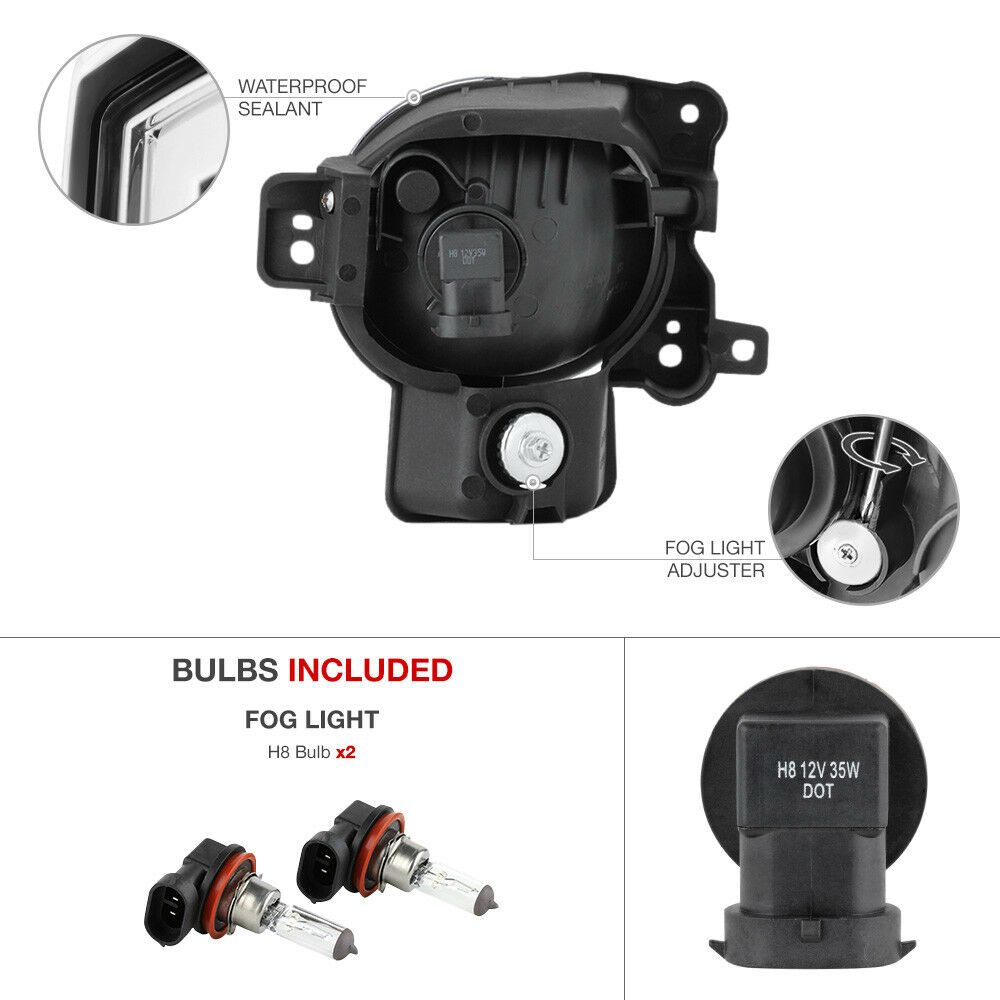 WATERPROOF
SEALANT
H8 12V35W
DOT
FOG LIGHT
ADJUSTER
BULBS INCLUDED
FOG LIGHT
H8 Bulb x2
H8 12V 35W
DOT